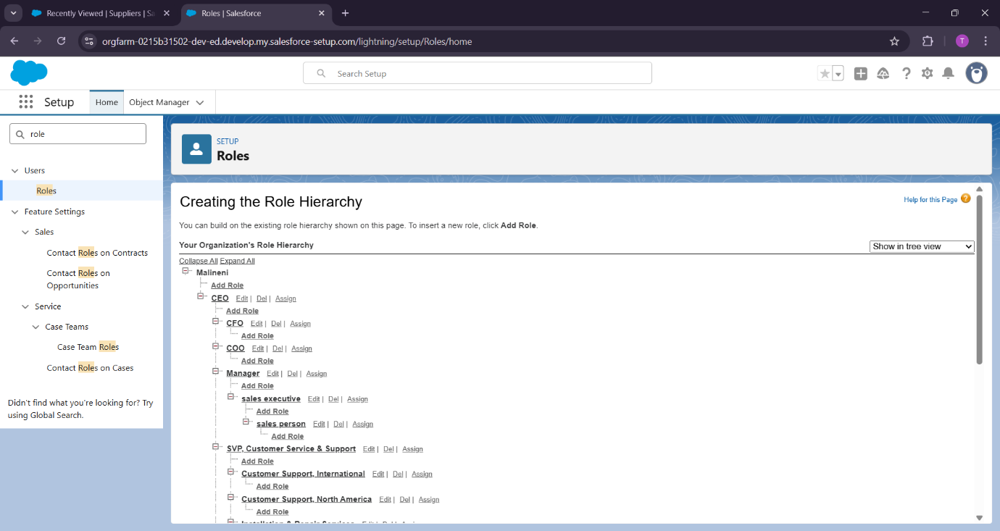 Recently Viewed | Suppliers | Sa
Roles | Salesforce
orgfarm-0215b31502-dev-ed.develop.my.salesforce-setup.com/lightning/setup/Roles/home
T
Search Setup
Setup Home Object Manager
role
Users
Roles
Feature Settings
Sales
Contact Roles on Contracts
Contact Roles on
Opportunities
Service
Case Teams
Case Team Roles
Contact Roles on Cases
Didn't find what you're looking for? Try
using Global Search.
SETUP
Roles
Creating the Role Hierarchy
Help for this Page ?
You can build on the existing role hierarchy shown on this page. To insert a new role, click Add Role.
Your Organization's Role Hierarchy
Show in tree view
Collapse All Expand All
Malineni
Add Role
CEO Edit | Del | Assign
Add Role
CFO Edit | Del | Assign
Add Role
COO Edit | Del | Assign
Add Role
Manager Edit | Del | Assign
Add Role
sales executive Edit | Del | Assign
Add Role
sales person Edit | Del | Assign
Add Role
SVP, Customer Service & Support Edit | Del | Assign
Add Role
Customer Support, International Edit | Del | Assign
Add Role
Customer Support, North America Edit | Del | Assign
Add Role